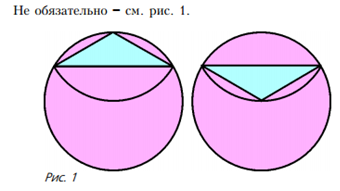 Не обязательно – см. рис. 1.
Рис. 1